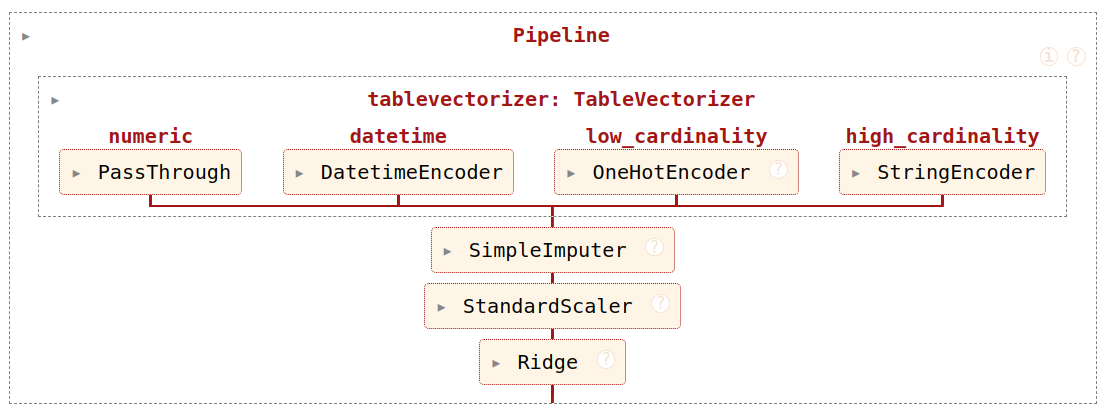 Pipeline
i ?
tablevectorizer: TableVectorizer
numeric datetime low_cardinality high_cardinality
PassThrough DatetimeEncoder OneHotEncoder ? StringEncoder
SimpleImputer ?
StandardScaler ?
Ridge ?